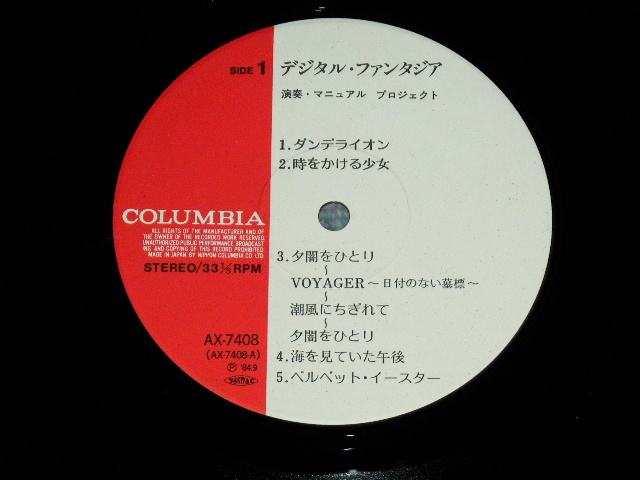 SIDE 1
デジタル・ファンタジア
演奏・マニュアル プロジェクト
1.ダンデライオン
2.時をかける少女
COLUMBIA
ALL RIGHTS OF THE MANUFACTURER AND OF
THE OWNER OF THE RECORDED WORK RESERVED
UNAUTHORIZED PUBLIC PERFORMANCE BROADCAST
ING AND COPYING OF THIS RECORD PROHIBITED
MADE IN JAPAN BY NIPPON COLUMBIA CO LTD
STEREO/33⅓RPM
3.夕闇をひとり
〜
VOYAGER〜日付のない墓標〜
〜
潮風にちぎれて
〜
夕闇をひとり
4.海を見ていた午後
5.ベルベット・イースター
AX-7408
(AX-7408-A)
Ⓟ '84.9